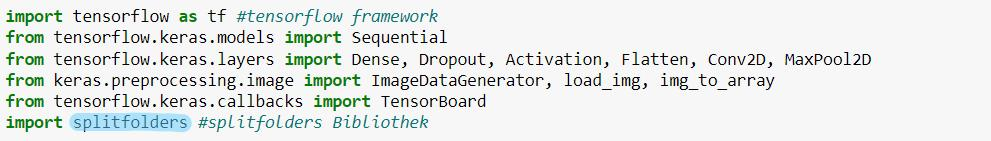 import tensorflow as tf #tensorflow framework
from tensorflow.keras.models import Sequential
from tensorflow.keras.layers import Dense, Dropout, Activation, Flatten, Conv2D, MaxPool2D
from keras.preprocessing.image import ImageDataGenerator, load_img, img_to_array
from tensorflow.keras.callbacks import TensorBoard
import splitfolders #splitfolders Bibliothek